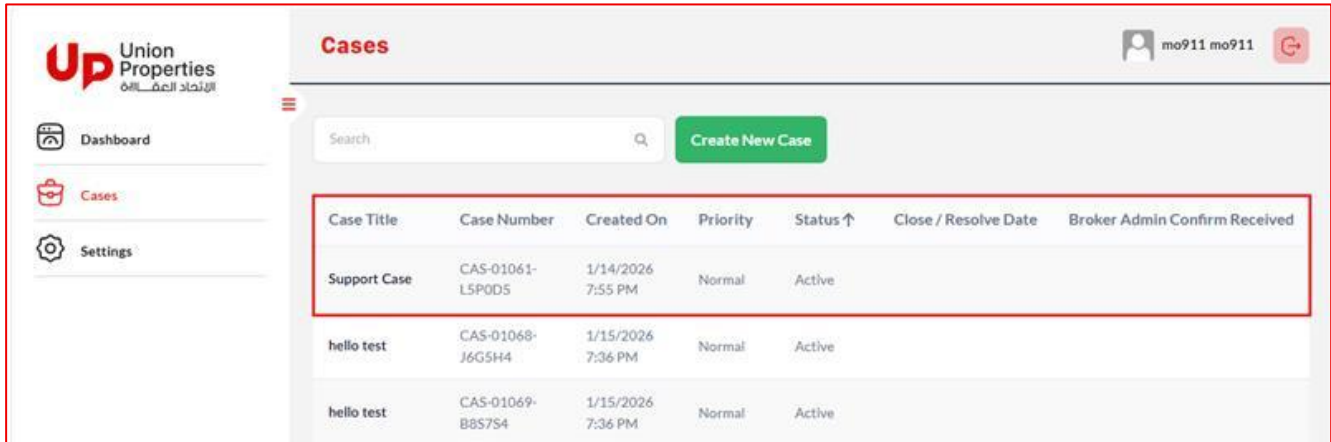 Union
Properties
الاتحاد العقارية
Cases
mo911 mo911
Dashboard
Cases
Settings
Search
Create New Case
Case Title Case Number Created On Priority Status ↑ Close / Resolve Date Broker Admin Confirm Received
Support Case CAS-01061- 1/14/2026 Normal Active
L5P0D5 7:55 PM
hello test CAS-01068- 1/15/2026 Normal Active
J6G5H4 7:36 PM
hello test CAS-01069- 1/15/2026 Normal Active
B8S7S4 7:36 PM